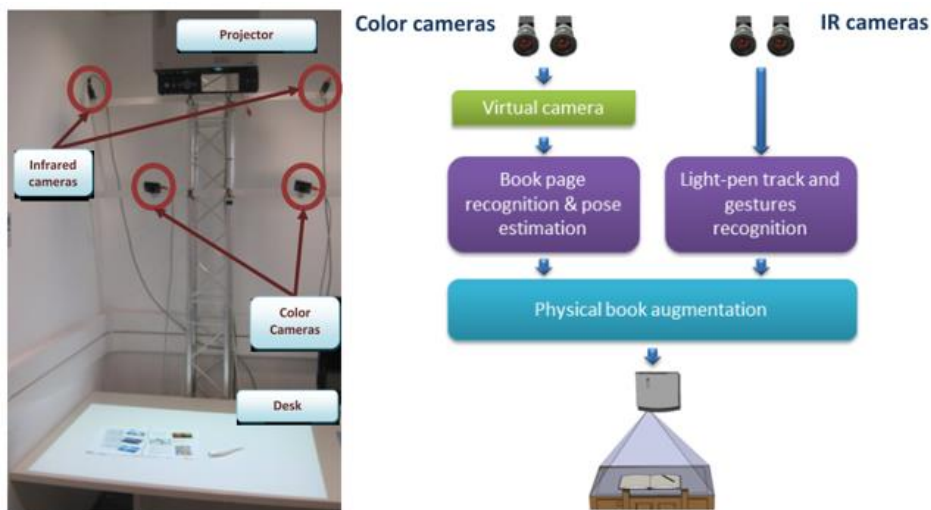 Projector
Infrared
cameras
Color
Cameras
Desk
Color cameras
IR cameras
Virtual camera
Book page
recognition & pose
estimation
Light-pen track and
gestures
recognition
Physical book augmentation